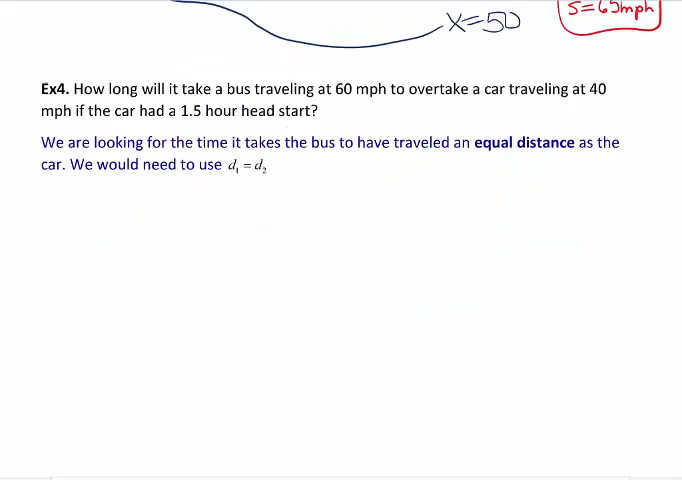 x=50
S=65mph
Ex4. How long will it take a bus traveling at 60 mph to overtake a car traveling at 40
mph if the car had a 1.5 hour head start?
We are looking for the time it takes the bus to have traveled an equal distance as the
car. We would need to use d₁ = d₂